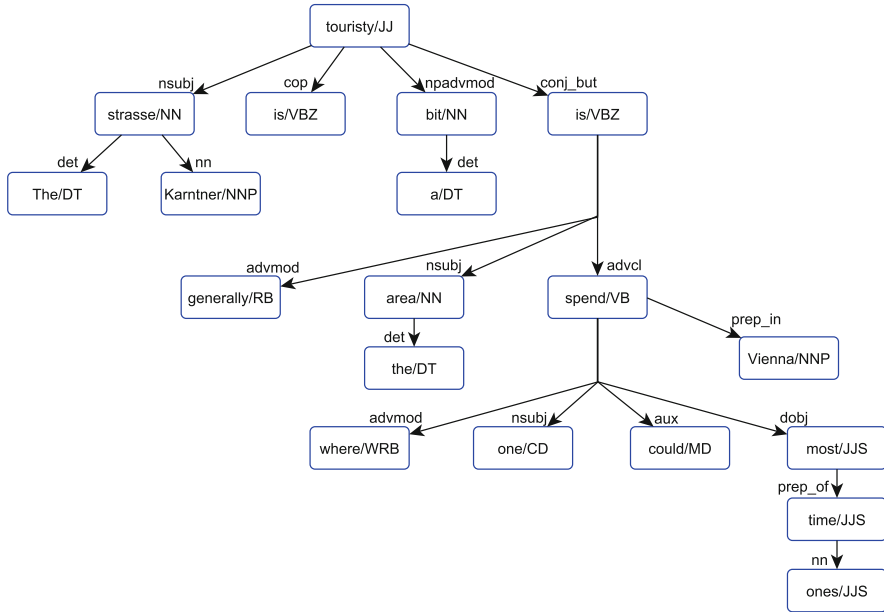 touristy/JJ
nsubj cop npadvmod conj_but
strasse/NN is/VBZ bit/NN is/VBZ
det nn det
The/DT Karntner/NNP a/DT
advmod nsubj advcl
generally/RB area/NN spend/VB
det prep_in
the/DT Vienna/NNP
advmod nsubj aux dobj
where/WRB one/CD could/MD most/JJS
prep_of
time/JJS
nn
ones/JJS